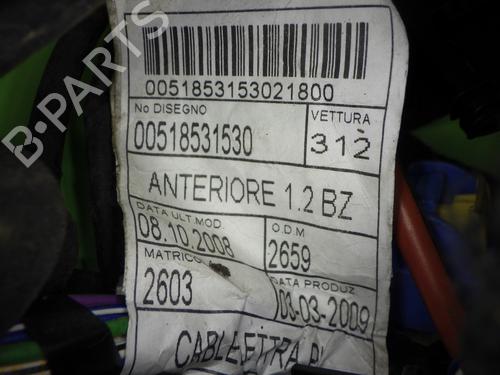 B-PARTS
0051853153021800
No DISEGNO
VETTURA
00518531530
312
ANTERIORE 1.2 BZ
DATA ULT.MOD.
O.D.M
08.10.2008
2659
DATA PRODUZ
2603
03-03-2009